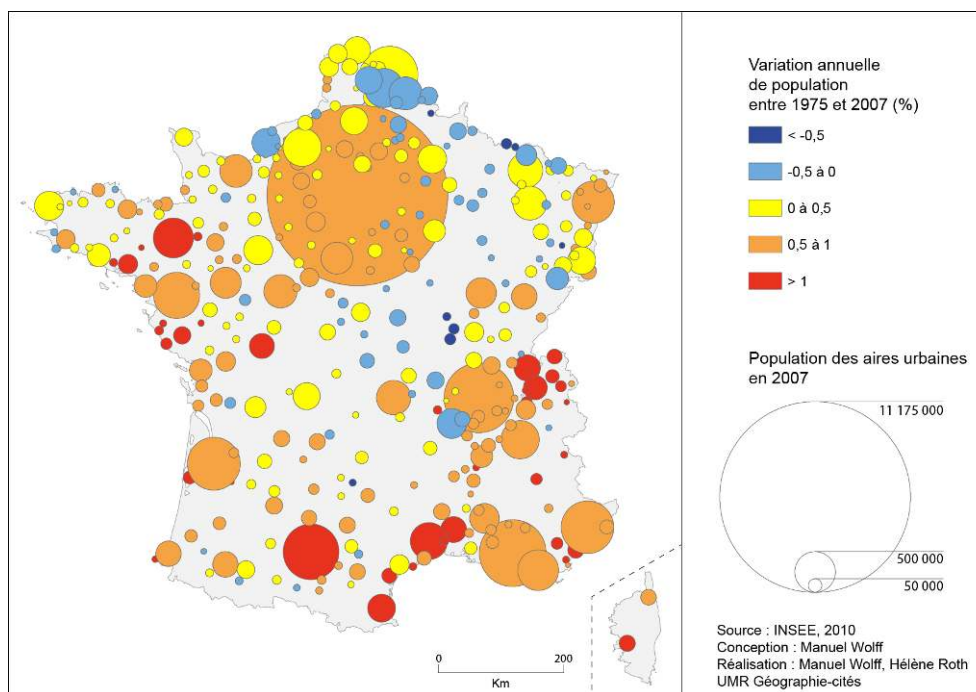 Variation annuelle
de population
entre 1975 et 2007 (%)
< -0,5
-0,5 à 0
0 à 0,5
0,5 à 1
> 1
Population des aires urbaines
en 2007
11 175 000
500 000
50 000
0
200
Km
Source : INSEE, 2010
Conception : Manuel Wolff
Réalisation : Manuel Wolff, Hélène Roth
UMR Géographie-cités